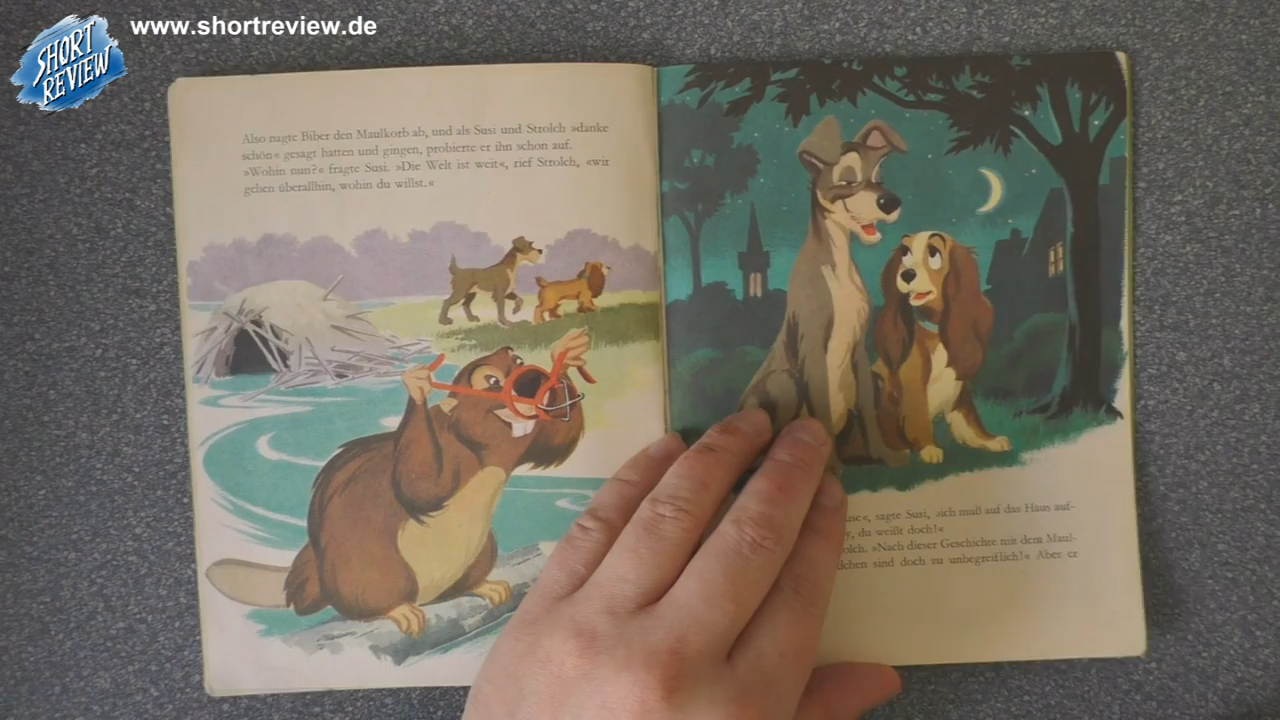 SHORT
REVIEW
www.shortreview.de
Also nagte Biber den Maulkorb ab, und als Susi und Strolch »danke
schön« gesagt hatten und gingen, probierte er ihn schon auf.
»Wohin nun?« fragte Susi. »Die Welt ist weit«, rief Strolch, «wir
gehen überallhin, wohin du willst.«
use«, sagte Susi, »ich muß auf das Haus auf-
y, du weißt doch!«
olch. »Nach dieser Geschichte mit dem Maul-
dchen sind doch zu unbegreiflich!« Aber er